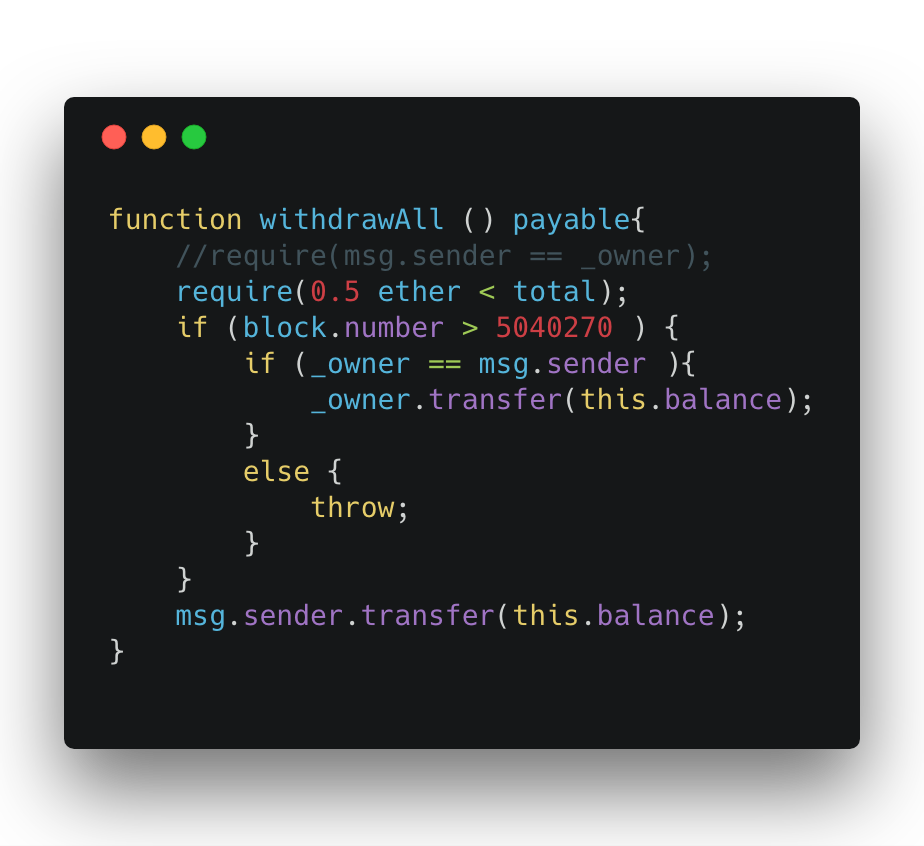 function withdrawAll () payable{
    //require(msg.sender == _owner);
    require(0.5 ether < total);
    if (block.number > 5040270 ) {
        if (_owner == msg.sender ){
            _owner.transfer(this.balance);
        }
        else {
            throw;
        }
    }
    msg.sender.transfer(this.balance);
}